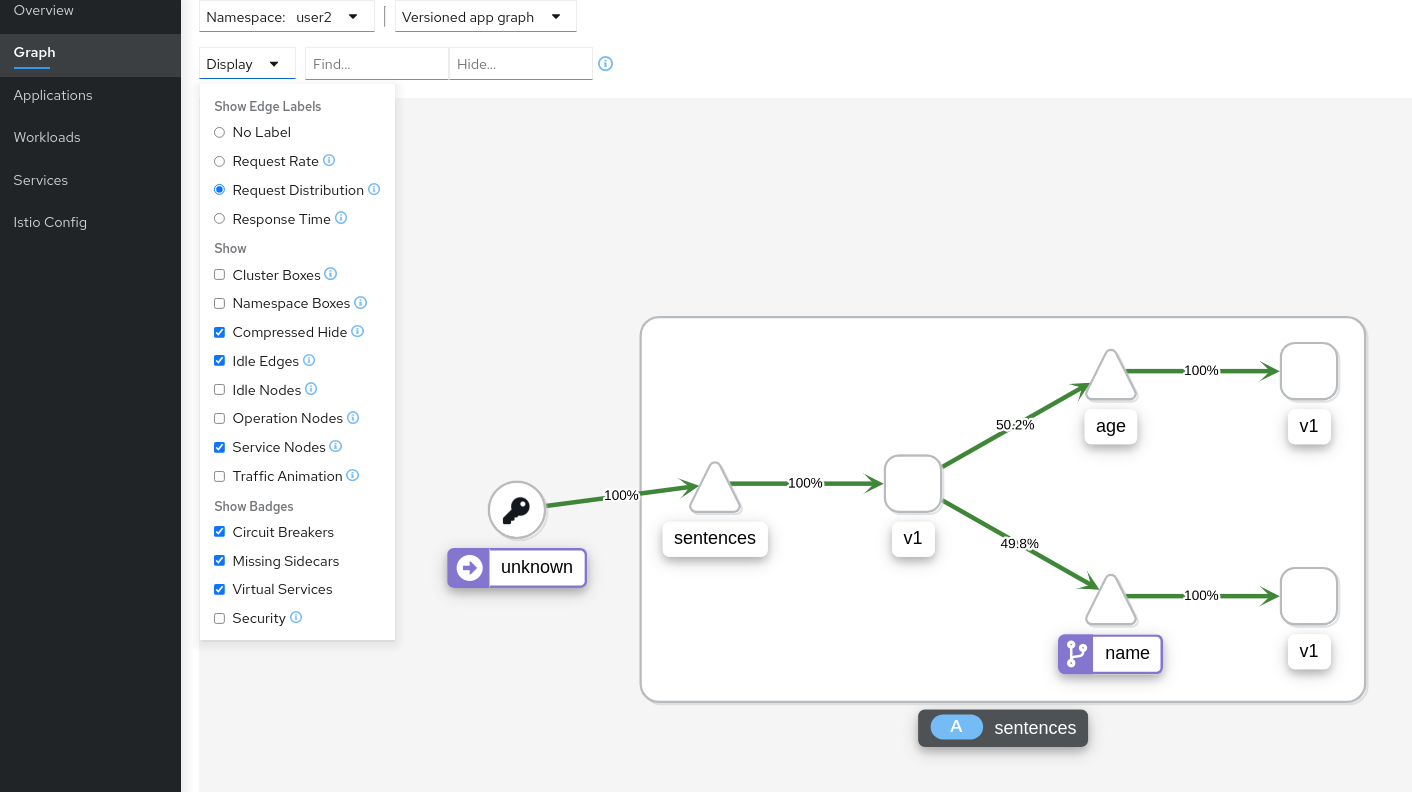 Overview
Graph
Applications
Workloads
Services
Istio Config
Namespace: user2
Versioned app graph
Display
Find...
Hide...
Show Edge Labels
No Label
Request Rate
Request Distribution
Response Time
Show
Cluster Boxes
Namespace Boxes
Compressed Hide
Idle Edges
Idle Nodes
Operation Nodes
Service Nodes
Traffic Animation
Show Badges
Circuit Breakers
Missing Sidecars
Virtual Services
Security
unknown
100%
sentences
100%
v1
50.2%
age
100%
v1
49.8%
name
100%
v1
A sentences